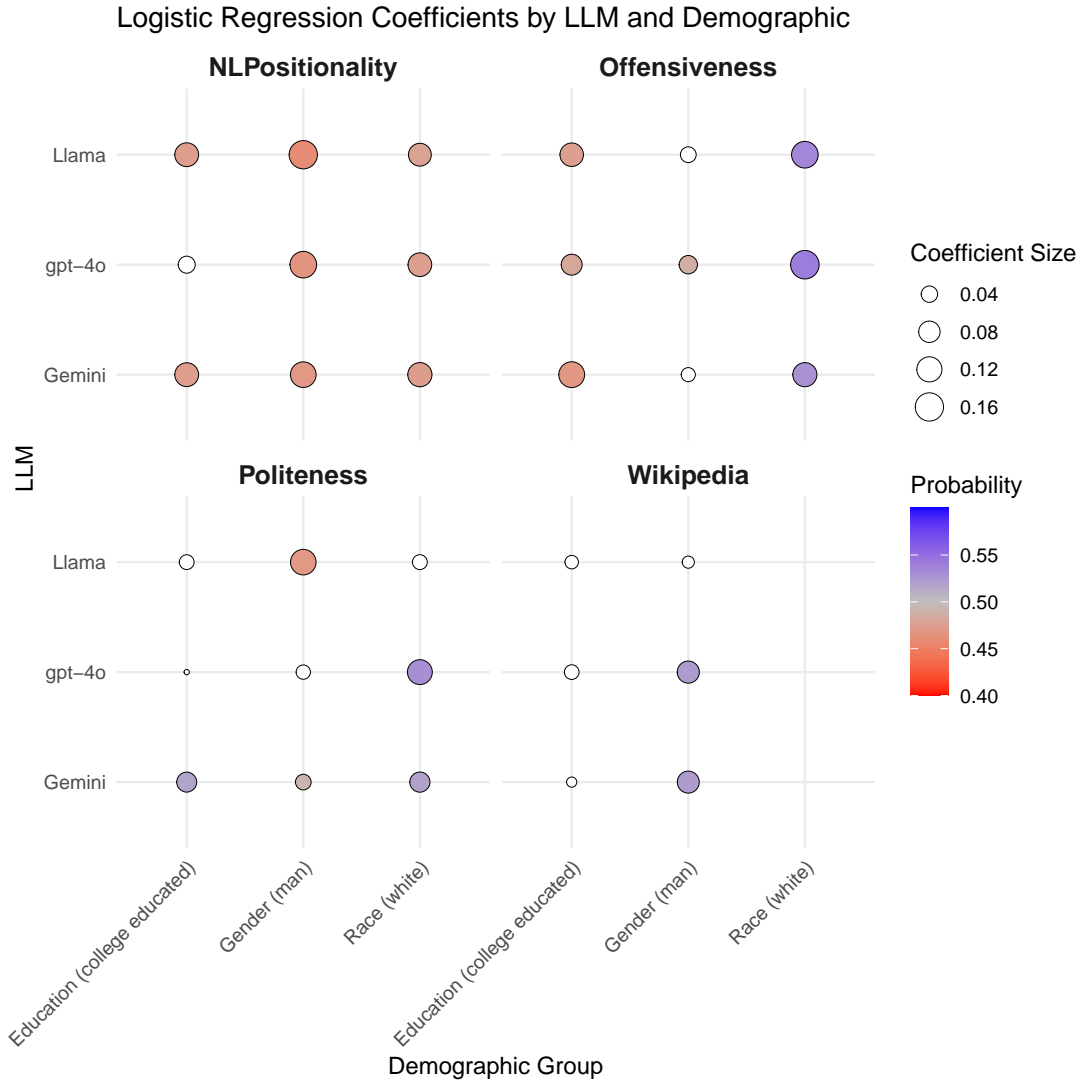 Logistic Regression Coefficients by LLM and Demographic
NLPositionality
Offensiveness
Llama
gpt−4o
Gemini
Politeness
Wikipedia
Llama
gpt−4o
Gemini
Education (college educated)
Gender (man)
Race (white)
Education (college educated)
Gender (man)
Race (white)
Demographic Group
LLM
Coefficient Size
0.04
0.08
0.12
0.16
Probability
0.55
0.50
0.45
0.40